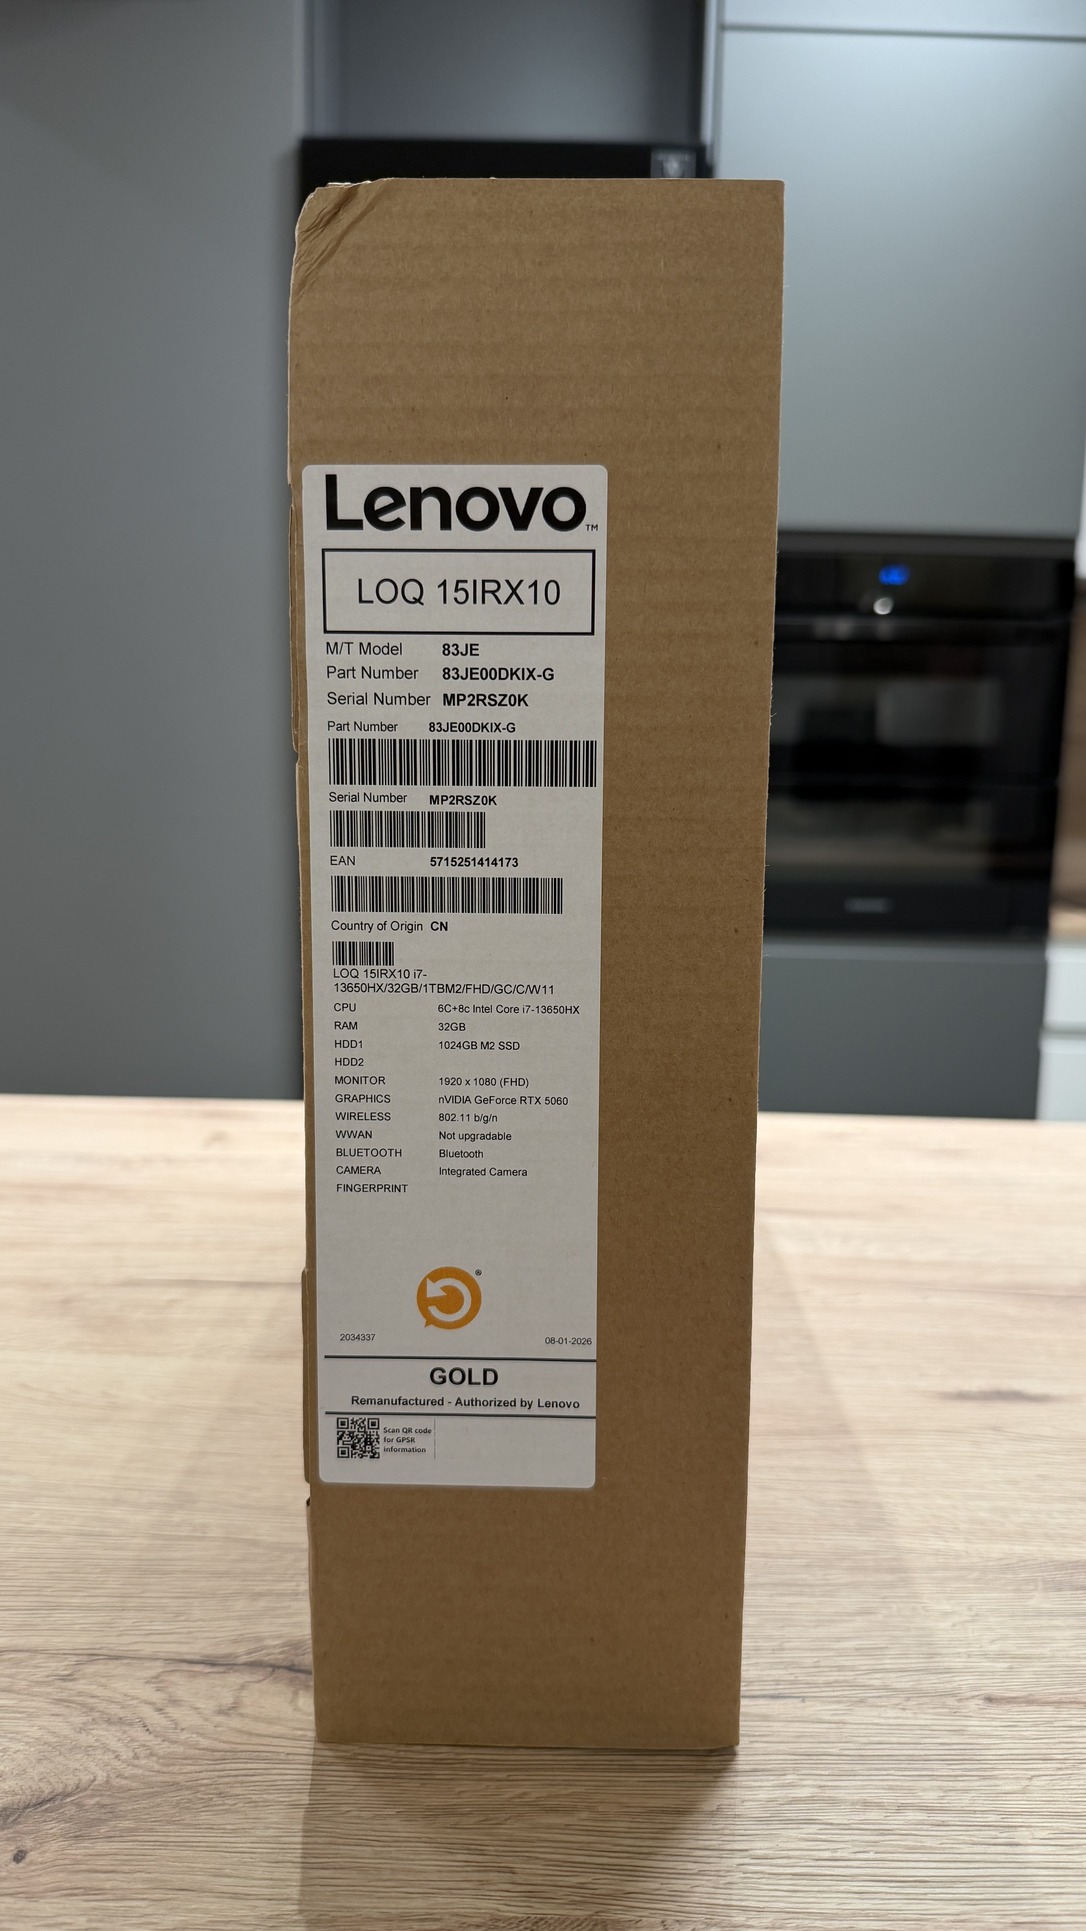 Lenovo™
LOQ 15IRX10
M/T Model 83JE
Part Number 83JE00DKIX-G
Serial Number MP2RSZ0K
Part Number 83JE00DKIX-G
Serial Number MP2RSZ0K
EAN 5715251414173
Country of Origin CN
LOQ 15IRX10 i7-
13650HX/32GB/1TBM2/FHD/GC/C/W11
CPU 6C+8c Intel Core i7-13650HX
RAM 32GB
HDD1 1024GB M2 SSD
HDD2
MONITOR 1920 x 1080 (FHD)
GRAPHICS nVIDIA GeForce RTX 5060
WIRELESS 802.11 b/g/n
WWAN Not upgradable
BLUETOOTH Bluetooth
CAMERA Integrated Camera
FINGERPRINT
®
2034337 08-01-2026
GOLD
Remanufactured - Authorized by Lenovo
Scan QR code
for GPSR
information